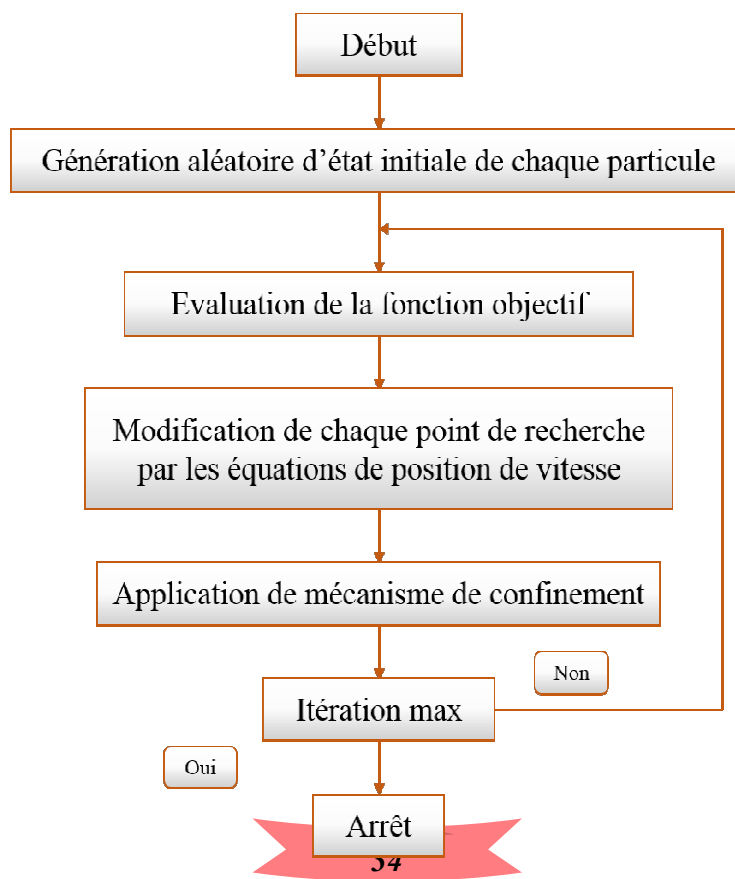 Début
Génération aléatoire d’état initiale de chaque particule
Evaluation de la fonction objectif
Modification de chaque point de recherche
par les équations de position de vitesse
Application de mécanisme de confinement
Non
Itération max
Oui
Arrêt
54